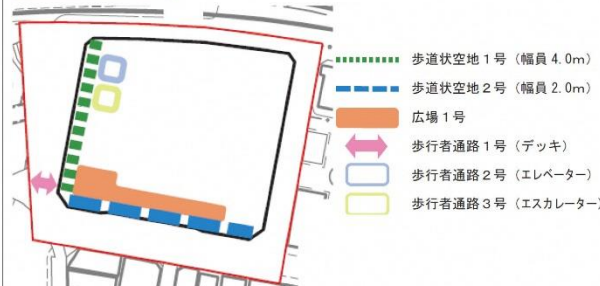 歩道状空地1号（幅員4.0m）
歩道状空地2号（幅員2.0m）
広場1号
歩行者通路1号（デッキ）
歩行者通路2号（エレベーター）
歩行者通路3号（エスカレーター）